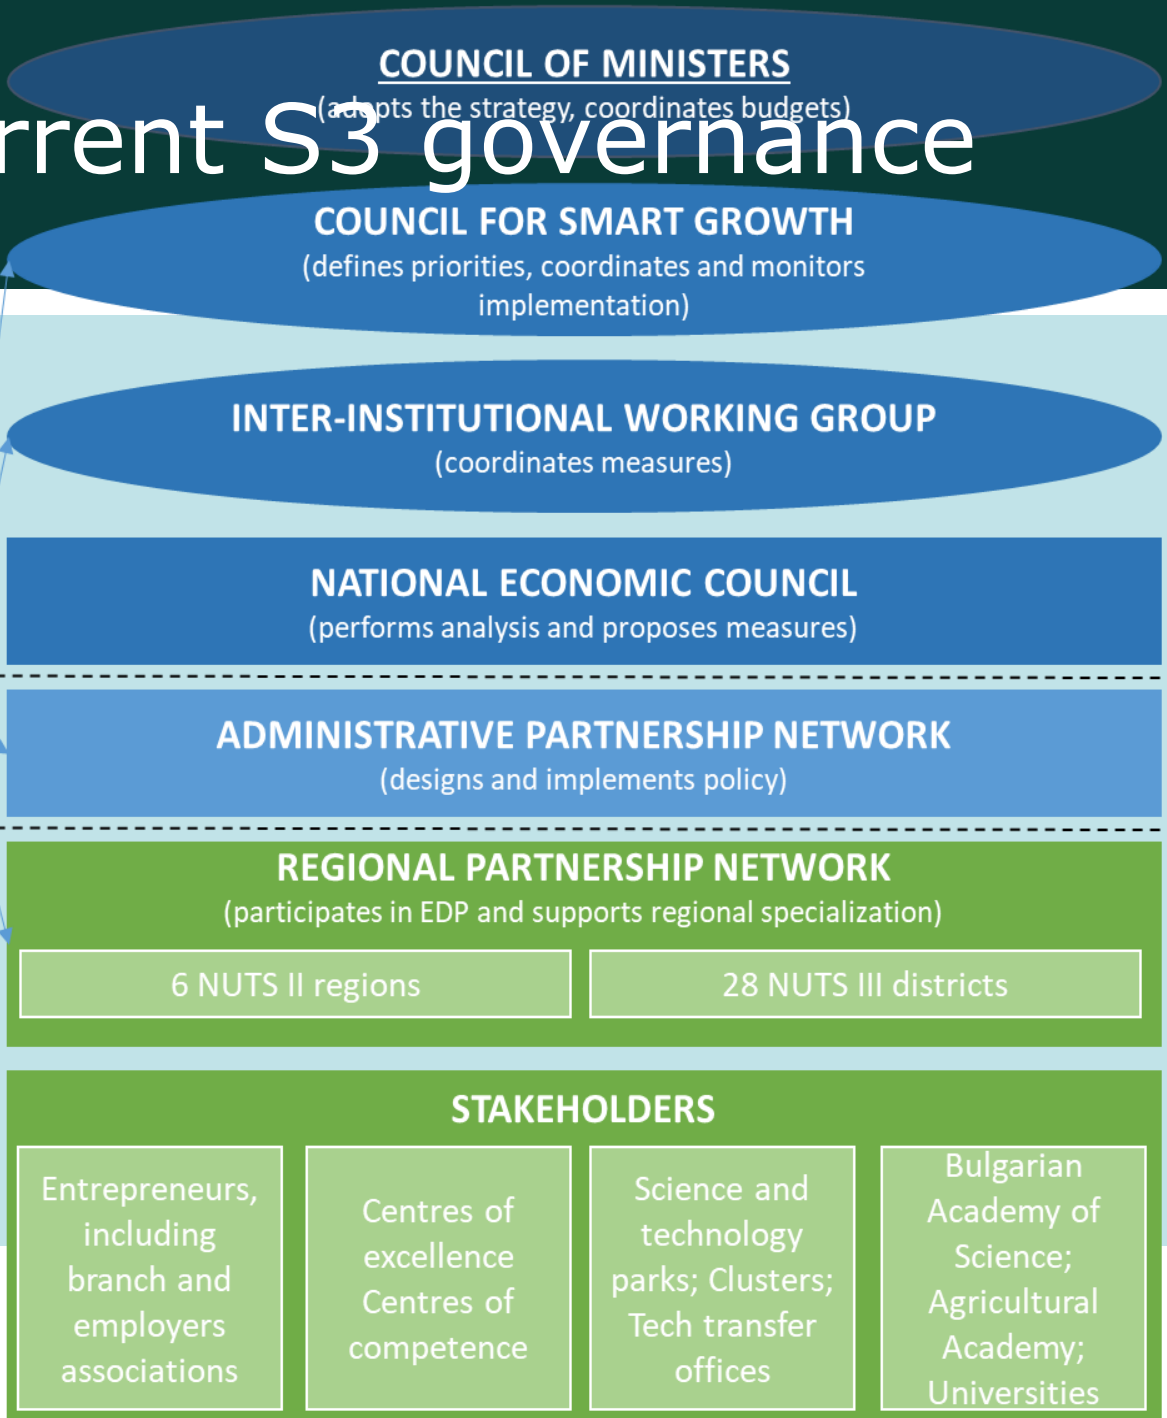 COUNCIL OF MINISTERS
(adopts the strategy, coordinates budgets)
rrent S3 governance
COUNCIL FOR SMART GROWTH
(defines priorities, coordinates and monitors
implementation)
INTER-INSTITUTIONAL WORKING GROUP
(coordinates measures)
NATIONAL ECONOMIC COUNCIL
(performs analysis and proposes measures)
ADMINISTRATIVE PARTNERSHIP NETWORK
(designs and implements policy)
REGIONAL PARTNERSHIP NETWORK
(participates in EDP and supports regional specialization)
6 NUTS II regions
28 NUTS III districts
STAKEHOLDERS
Entrepreneurs,
including
branch and
employers
associations
Centres of
excellence
Centres of
competence
Science and
technology
parks; Clusters;
Tech transfer
offices
Bulgarian
Academy of
Science;
Agricultural
Academy;
Universities